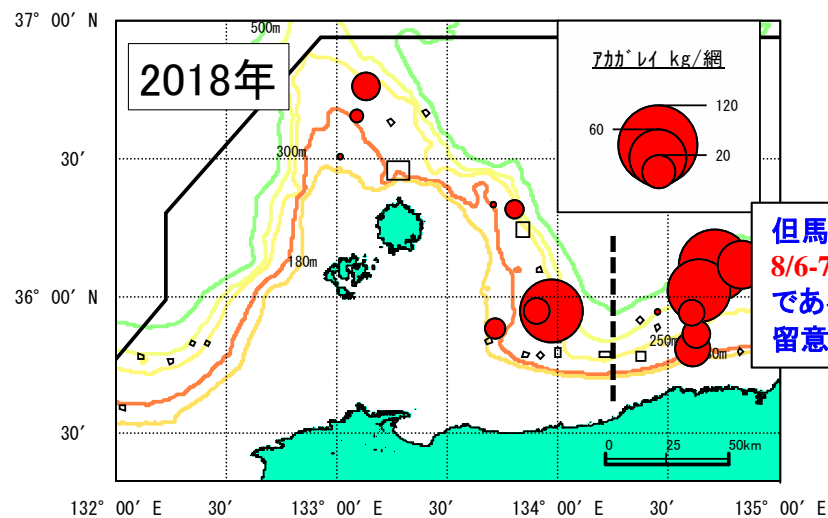 37° 00′ N
500m
2018年
ｱｶｶﾞﾚｲ kg/網
120
60
20
30′
300m
180m
但馬
8/6-7
36° 00′ N
であ
留意
250m
30′
0 25 50km
132° 00′ E 30′ 133° 00′ E 30′ 134° 00′ E 30′ 135° 00′ E